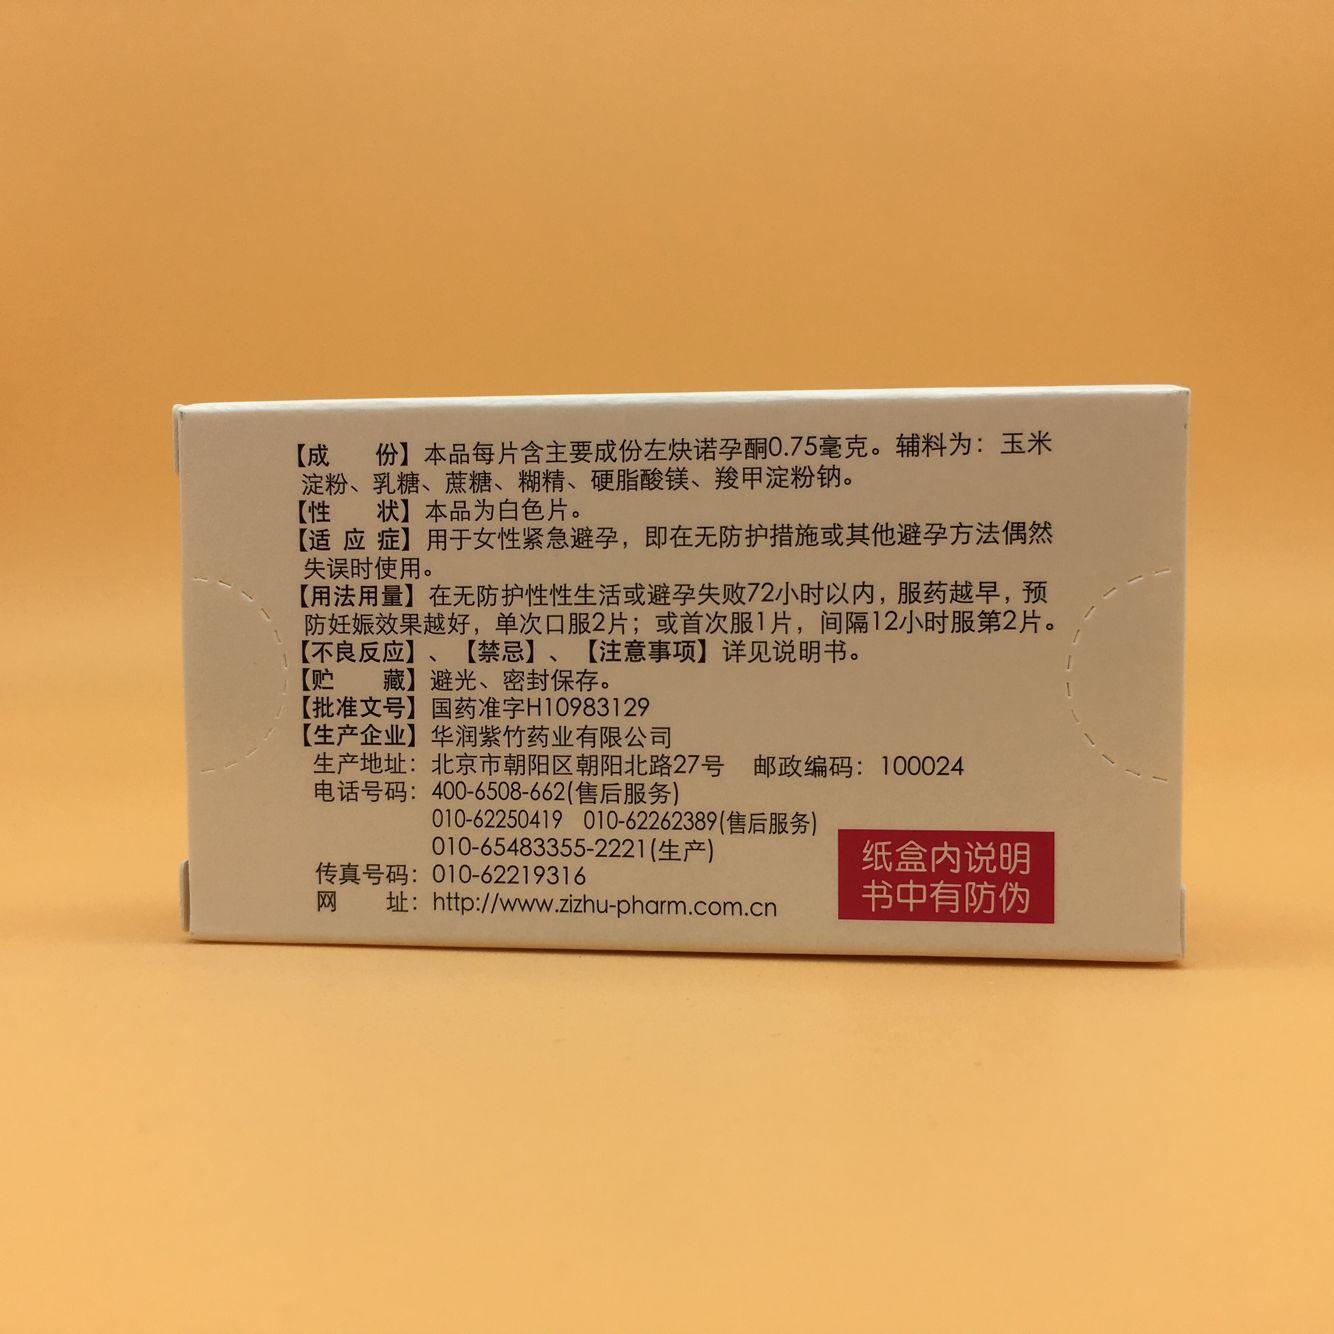 【成 份】本品每片含主要成份左炔诺孕酮0.75毫克。辅料为：玉米
淀粉、乳糖、蔗糖、糊精、硬脂酸镁、羧甲淀粉钠。
【性 状】本品为白色片。
【适 应 症】用于女性紧急避孕，即在无防护措施或其他避孕方法偶然
失误时使用。
【用法用量】在无防护性性生活或避孕失败72小时以内，服药越早，预
防妊娠效果越好，单次口服2片；或首次服1片，间隔12小时服第2片。
【不良反应】、【禁忌】、【注意事项】详见说明书。
【贮 藏】避光、密封保存。
【批准文号】国药准字H10983129
【生产企业】华润紫竹药业有限公司
生产地址：北京市朝阳区朝阳北路27号 邮政编码：100024
电话号码：400-6508-662(售后服务)
010-62250419 010-62262389(售后服务)
010-65483355-2221(生产)
传真号码：010-62219316
网 址：http://www.zizhu-pharm.com.cn
纸盒内说明
书中有防伪